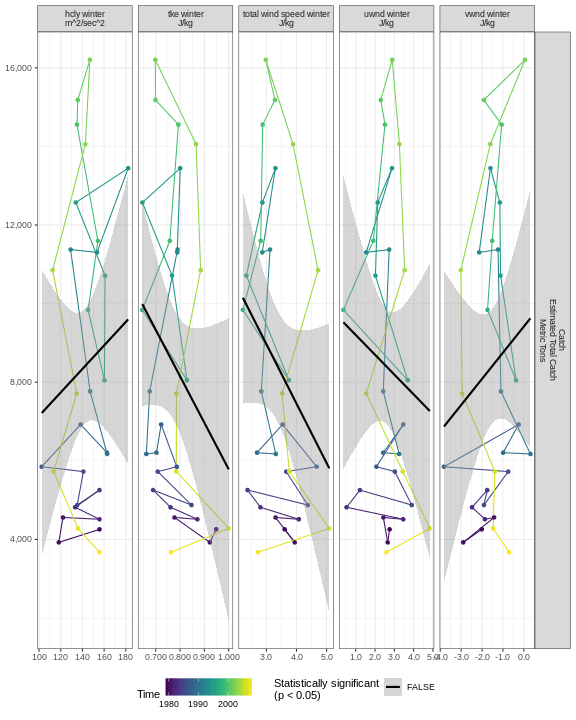 hcly winter
m^2/sec^2
tke winter
J/kg
total wind speed winter
J/kg
uwnd winter
J/kg
vwnd winter
J/kg
16,000
12,000
8,000
4,000
100 120 140 160 180
0.700 0.800 0.900 1.000
3.0 4.0 5.0
1.0 2.0 3.0 4.0 5.0
-4.0 -3.0 -2.0 -1.0 0.0
Catch
Estimated Total Catch
Metric Tons
Time
1980 1990 2000
Statistically significant
(p < 0.05)
FALSE